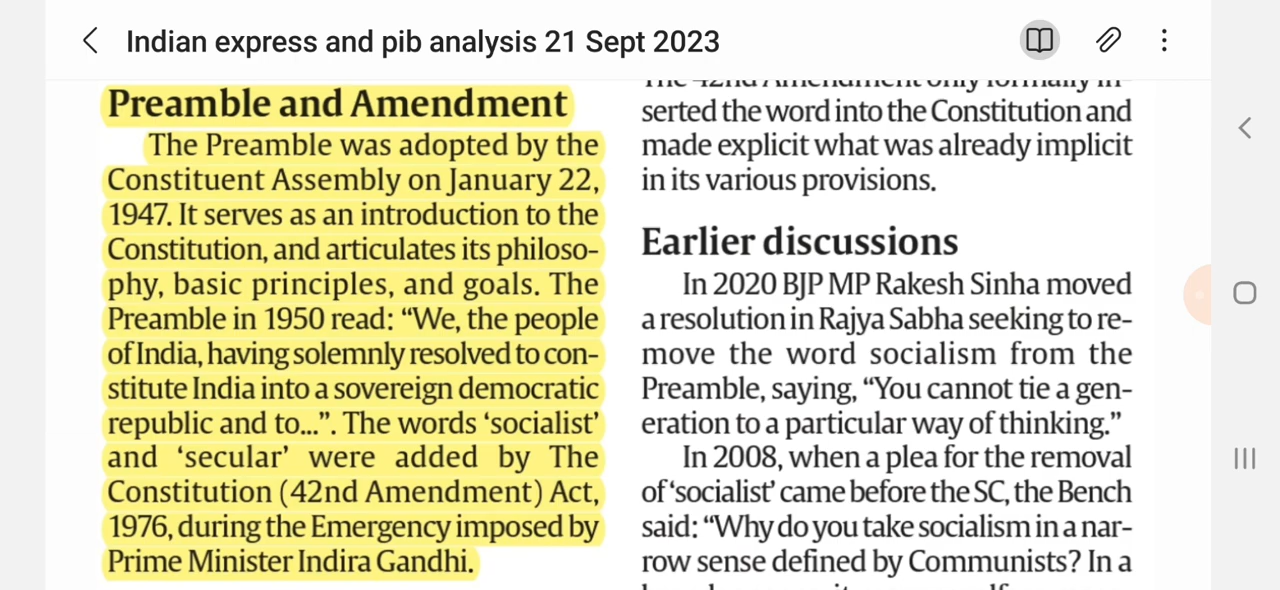 Indian express and pib analysis 21 Sept 2023
Preamble and Amendment
The Preamble was adopted by the
Constituent Assembly on January 22,
1947. It serves as an introduction to the
Constitution, and articulates its philoso-
phy, basic principles, and goals. The
Preamble in 1950 read: “We, the people
of India, having solemnly resolved to con-
stitute India into a sovereign democratic
republic and to...”. The words ‘socialist’
and ‘secular’ were added by The
Constitution (42nd Amendment) Act,
1976, during the Emergency imposed by
Prime Minister Indira Gandhi.
The 42nd Amendment only formally in-
serted the word into the Constitution and
made explicit what was already implicit
in its various provisions.
Earlier discussions
In 2020 BJP MP Rakesh Sinha moved
a resolution in Rajya Sabha seeking to re-
move the word socialism from the
Preamble, saying, “You cannot tie a gen-
eration to a particular way of thinking.”
In 2008, when a plea for the removal
of ‘socialist’ came before the SC, the Bench
said: “Why do you take socialism in a nar-
row sense defined by Communists? In a